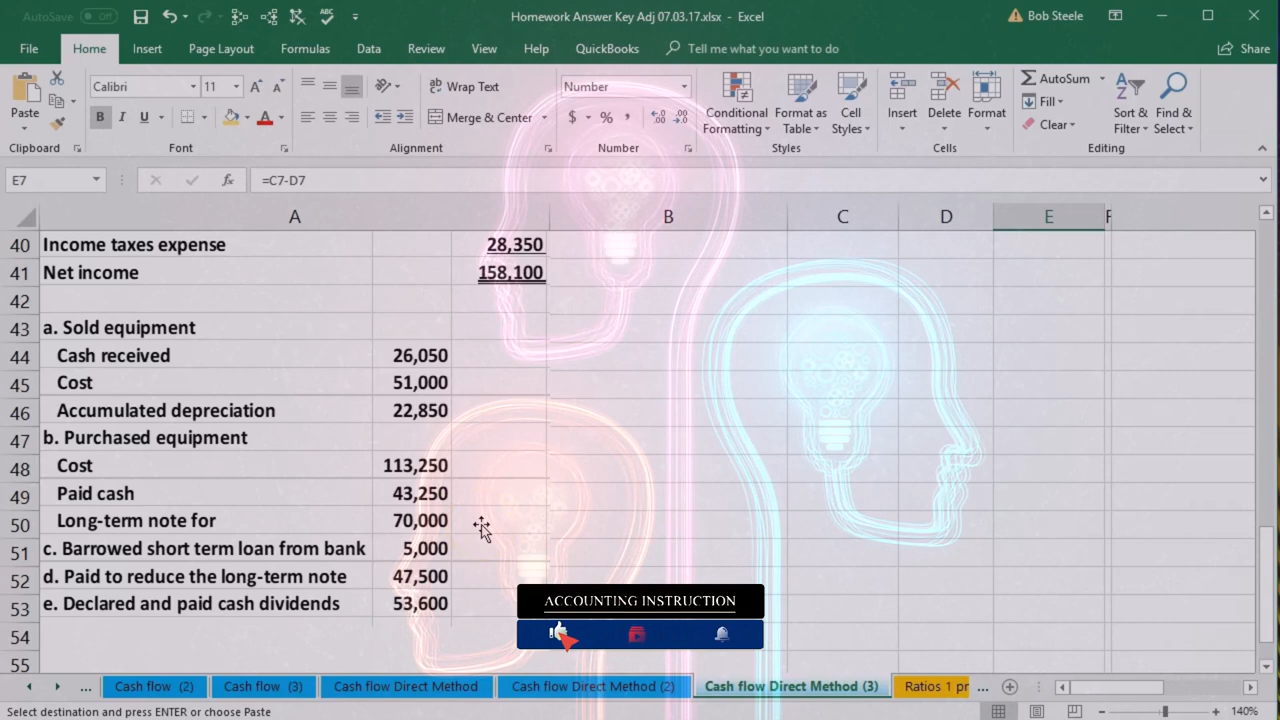 AutoSave Off Homework Answer Key Adj 07.03.17.xlsx - Excel Bob Steele
File Home Insert Page Layout Formulas Data Review View Help QuickBooks Tell me what you want to do Share
Calibri 11 Wrap Text Number AutoSum
Paste B I U Merge & Center $ % Conditional Formatting Format as Table Cell Styles Insert Delete Format Fill Clear Sort & Filter Find & Select
Clipboard Font Alignment Number Styles Cells Editing
E7 fx =C7-D7
A B C D E F
40 Income taxes expense 28,350
41 Net income 158,100
42
43 a. Sold equipment
44 Cash received 26,050
45 Cost 51,000
46 Accumulated depreciation 22,850
47 b. Purchased equipment
48 Cost 113,250
49 Paid cash 43,250
50 Long-term note for 70,000
51 c. Barrowed short term loan from bank 5,000
52 d. Paid to reduce the long-term note 47,500
53 e. Declared and paid cash dividends 53,600
54
55
ACCOUNTING INSTRUCTION
... Cash flow (2) Cash flow (3) Cash flow Direct Method Cash flow Direct Method (2) Cash flow Direct Method (3) Ratios 1 pr ...
Select destination and press ENTER or choose Paste 140%